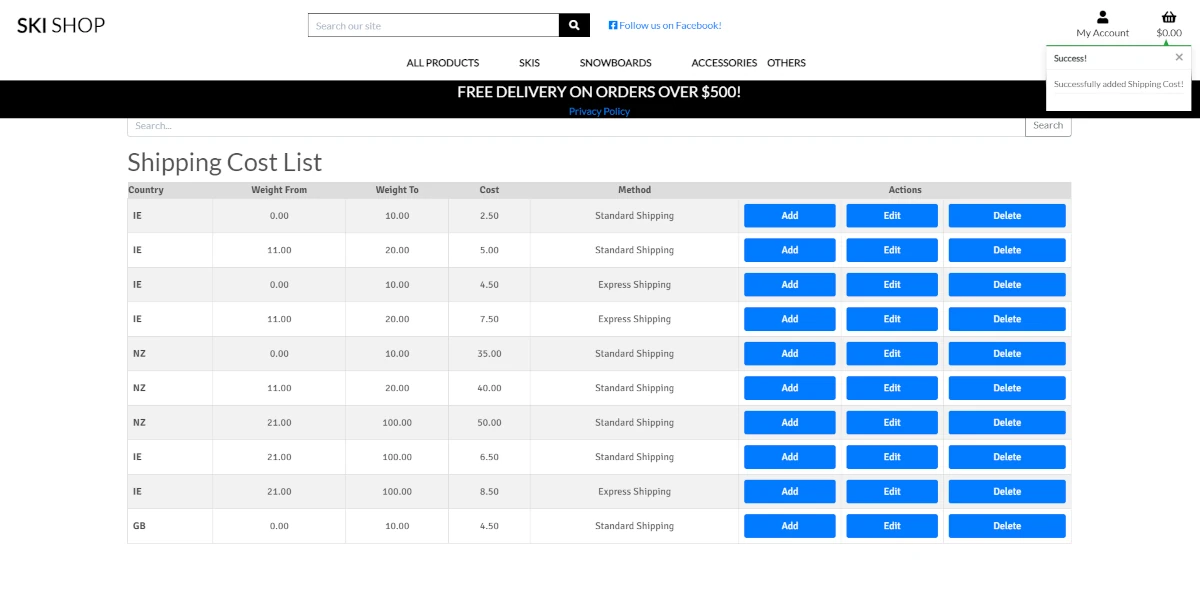 SKI SHOP
Search our site
Follow us on Facebook!
My Account
$0.00
ALL PRODUCTS SKIS SNOWBOARDS ACCESSORIES OTHERS
Success!
Successfully added Shipping Cost!
FREE DELIVERY ON ORDERS OVER $500!
Privacy Policy
Search... Search
Shipping Cost List
Country Weight From Weight To Cost Method Actions
IE 0.00 10.00 2.50 Standard Shipping Add Edit Delete
IE 11.00 20.00 5.00 Standard Shipping Add Edit Delete
IE 0.00 10.00 4.50 Express Shipping Add Edit Delete
IE 11.00 20.00 7.50 Express Shipping Add Edit Delete
NZ 0.00 10.00 35.00 Standard Shipping Add Edit Delete
NZ 11.00 20.00 40.00 Standard Shipping Add Edit Delete
NZ 21.00 100.00 50.00 Standard Shipping Add Edit Delete
IE 21.00 100.00 6.50 Standard Shipping Add Edit Delete
IE 21.00 100.00 8.50 Express Shipping Add Edit Delete
GB 0.00 10.00 4.50 Standard Shipping Add Edit Delete